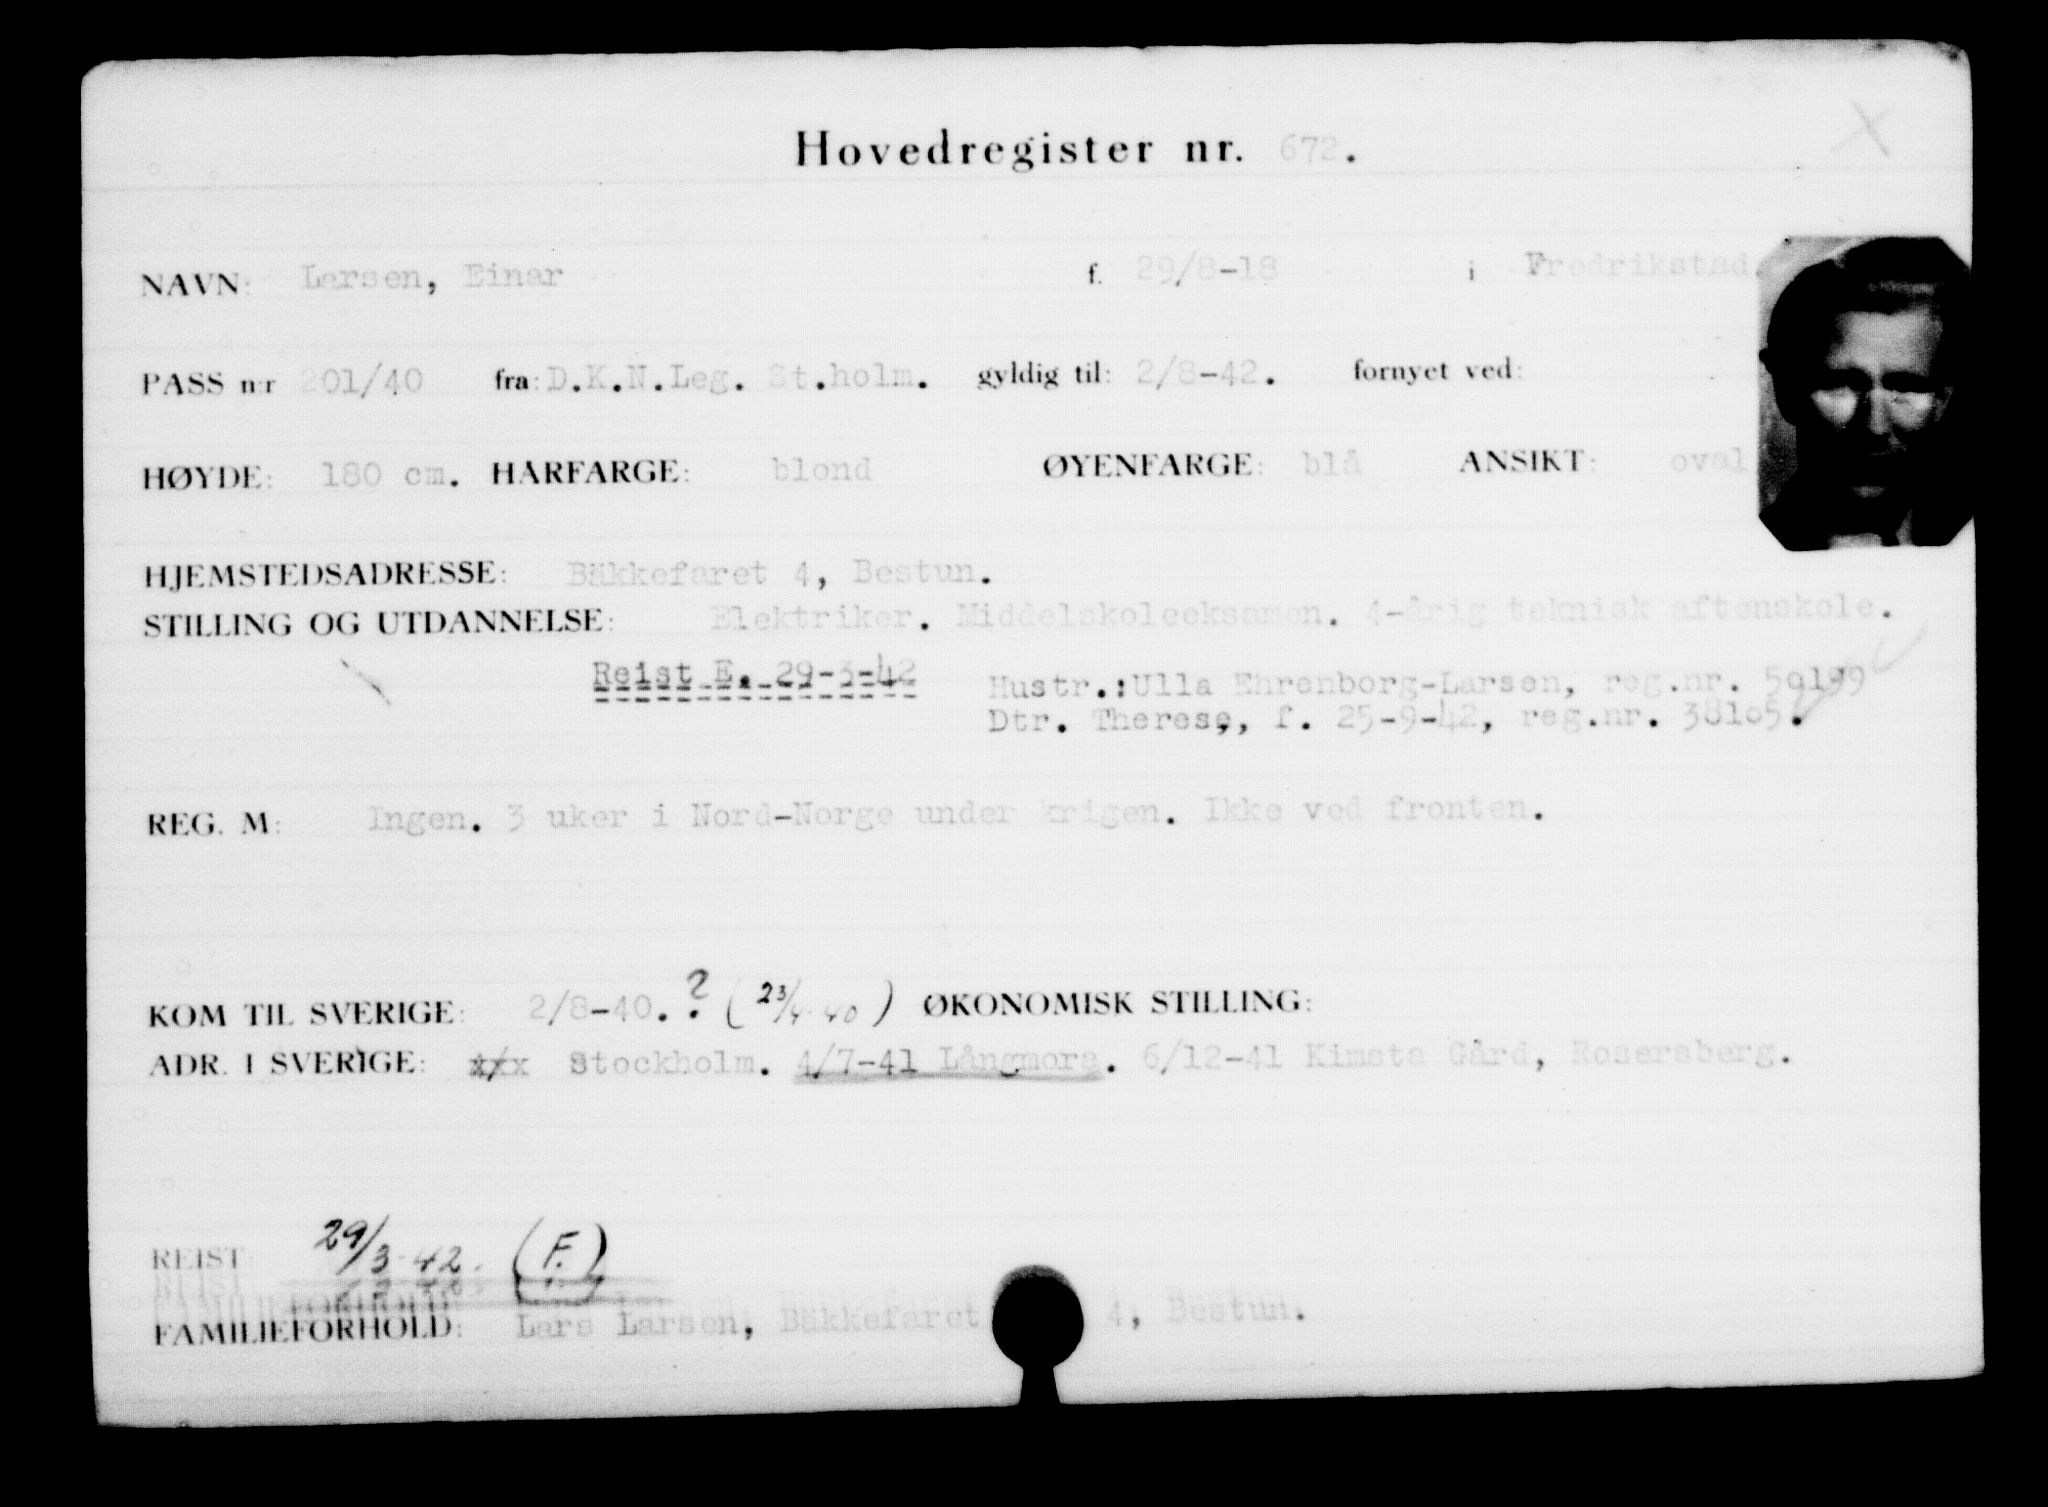 Hovedregister nr. 672.
NAVN: Larsen, Einar f. 29/8-18 i Fredrikstad.
PASS nr 201/40 fra: D.K.N.Leg. St.holm. gyldig til: 2/8-42. fornyet ved:
HØYDE: 180 cm. HÅRFARGE: blond ØYENFARGE: blå ANSIKT: oval
HJEMSTEDSADRESSE: Bäkkefaret 4, Bestun.
STILLING OG UTDANNELSE: Elektriker. Middelskoleeksamen. 4-årig teknisk aftenskole.
Reist E. 29-3-42
Hustr.:Ulla Ehrenborg-Larsen, reg.nr. 59199
Dtr. Therese, f. 25-9-42, reg.nr. 38105.
REG. M: Ingen. 3 uker i Nord-Norge under krigen. Ikke ved fronten.
KOM TIL SVERIGE: 2/8-40. ? (23/4-40) ØKONOMISK STILLING:
ADR. I SVERIGE: x/xx Stockholm. 4/7-41 Långmora. 6/12-41 Kimsta Gård, Rosersberg.
REIST: 29/3-42. (F.)
FAMILIEFORHOLD: Lars Larsen, Bäkkefaret 4, Bestun.